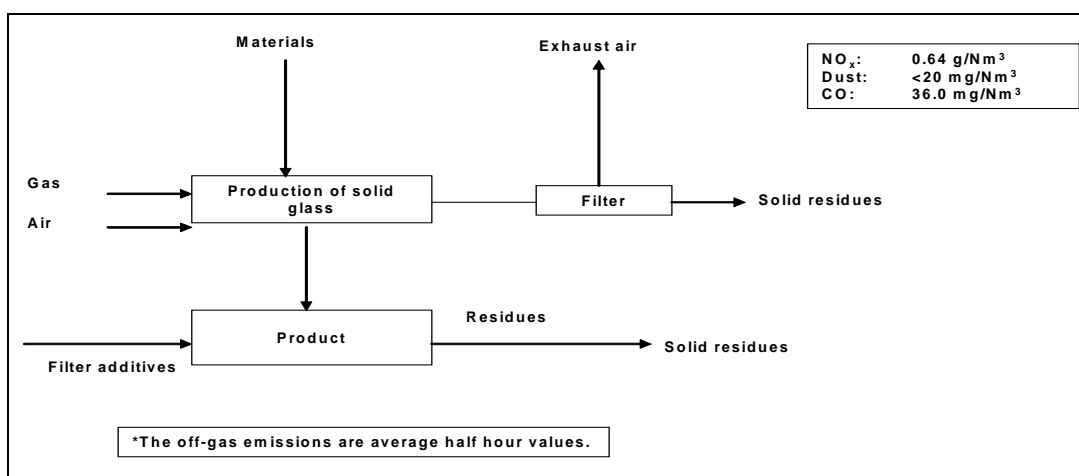 Materials
Exhaust air
NOₓ: 0.64 g/Nm³
Dust: <20 mg/Nm³
CO: 36.0 mg/Nm³
Gas
Air
Production of solid
glass
Filter
Solid residues
Product
Residues
Filter additives
Solid residues
*The off-gas emissions are average half hour values.